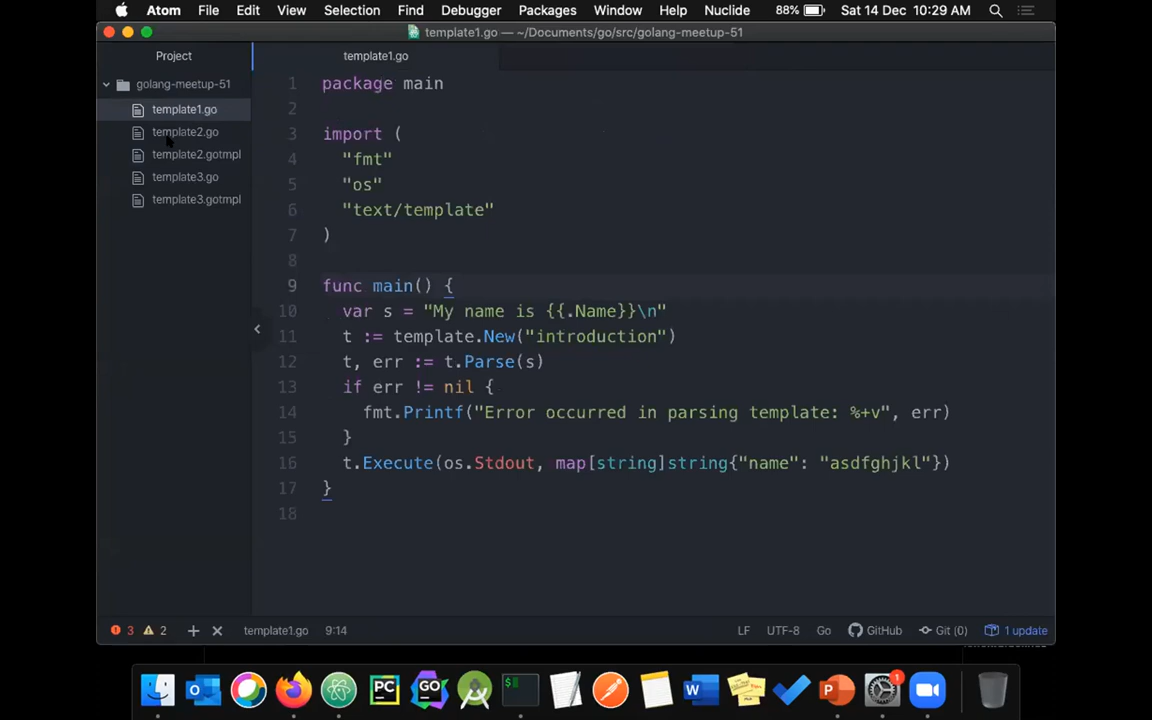 Atom File Edit View Selection Find Debugger Packages Window Help Nuclide 88% Sat 14 Dec 10:29 AM
template1.go — ~/Documents/go/src/golang-meetup-51
Project
golang-meetup-51
template1.go
template2.go
template2.gotmpl
template3.go
template3.gotmpl
template1.go
1 package main
2
3 import (
4 "fmt"
5 "os"
6 "text/template"
7 )
8
9 func main() {
10 var s = "My name is {{.Name}}\n"
11 t := template.New("introduction")
12 t, err := t.Parse(s)
13 if err != nil {
14 fmt.Printf("Error occurred in parsing template: %+v", err)
15 }
16 t.Execute(os.Stdout, map[string]string{"name": "asdfghjkl"})
17 }
18
3 2 template1.go 9:14 LF UTF-8 Go GitHub Git (0) 1 update
PC GO $ W P 1